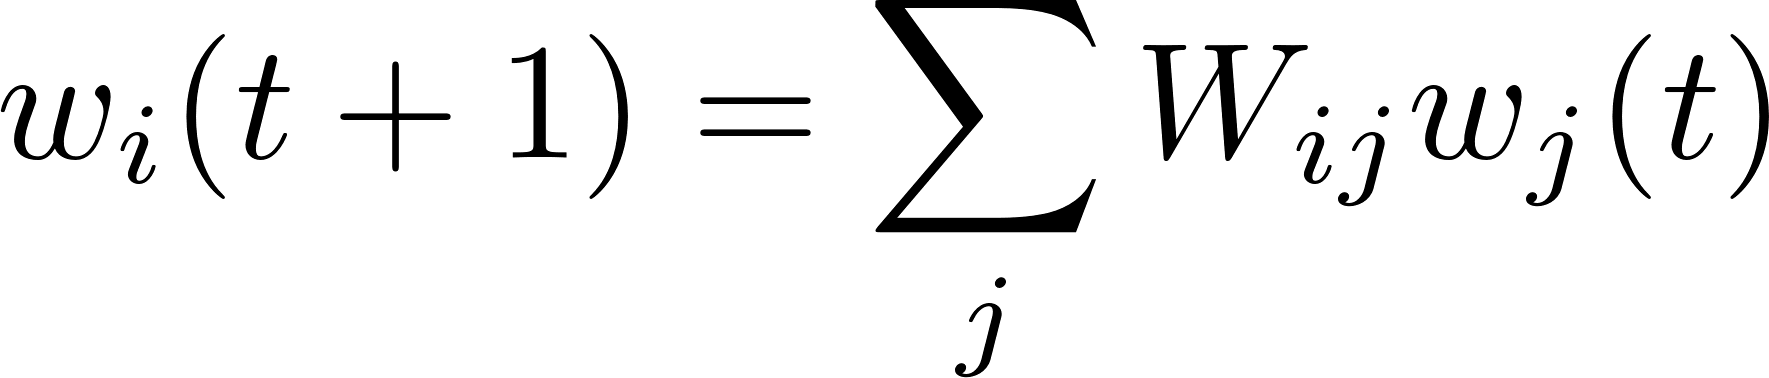 w_i(t + 1) = \sum_j W_{ij} w_j(t)